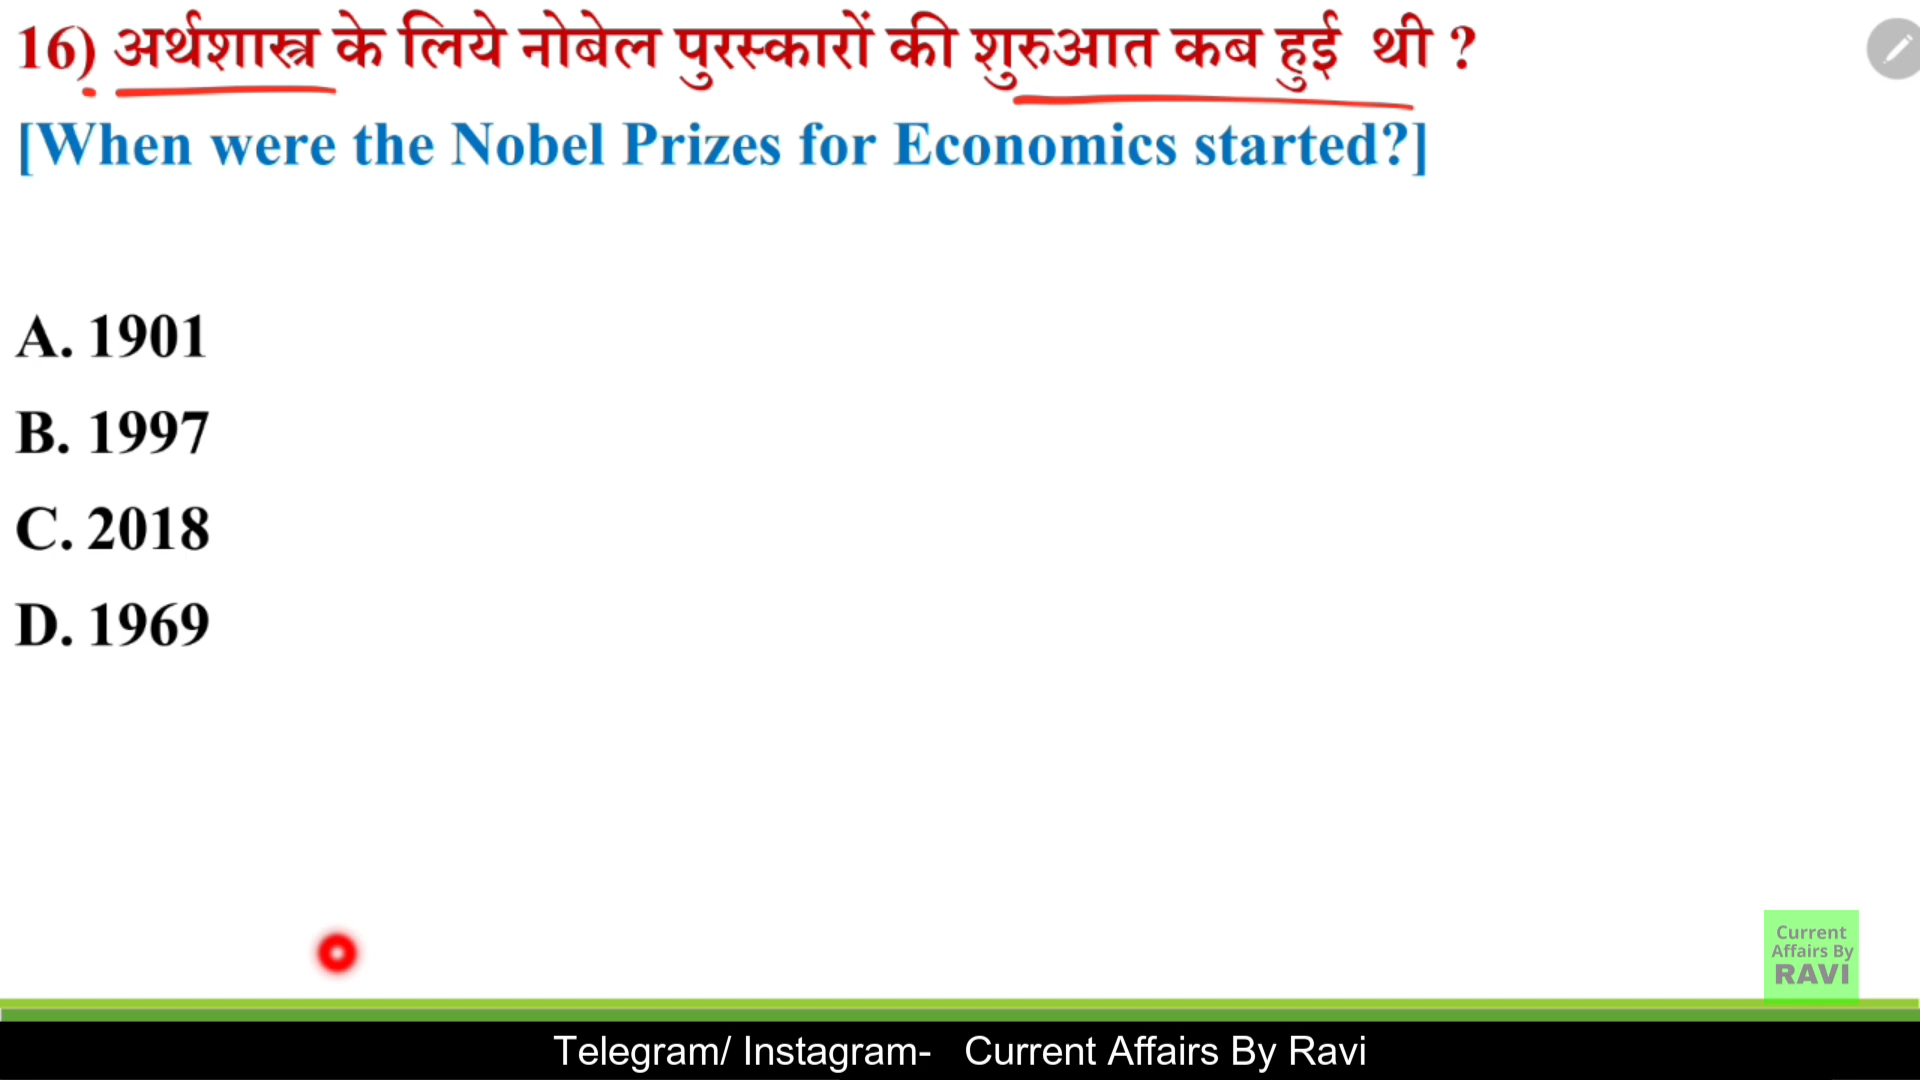 16) अर्थशास्त्र के लिये नोबेल पुरस्कारों की शुरुआत कब हुई थी ?
[When were the Nobel Prizes for Economics started?]
A. 1901
B. 1997
C. 2018
D. 1969
Current
Affairs By
RAVI
Telegram/ Instagram- Current Affairs By Ravi